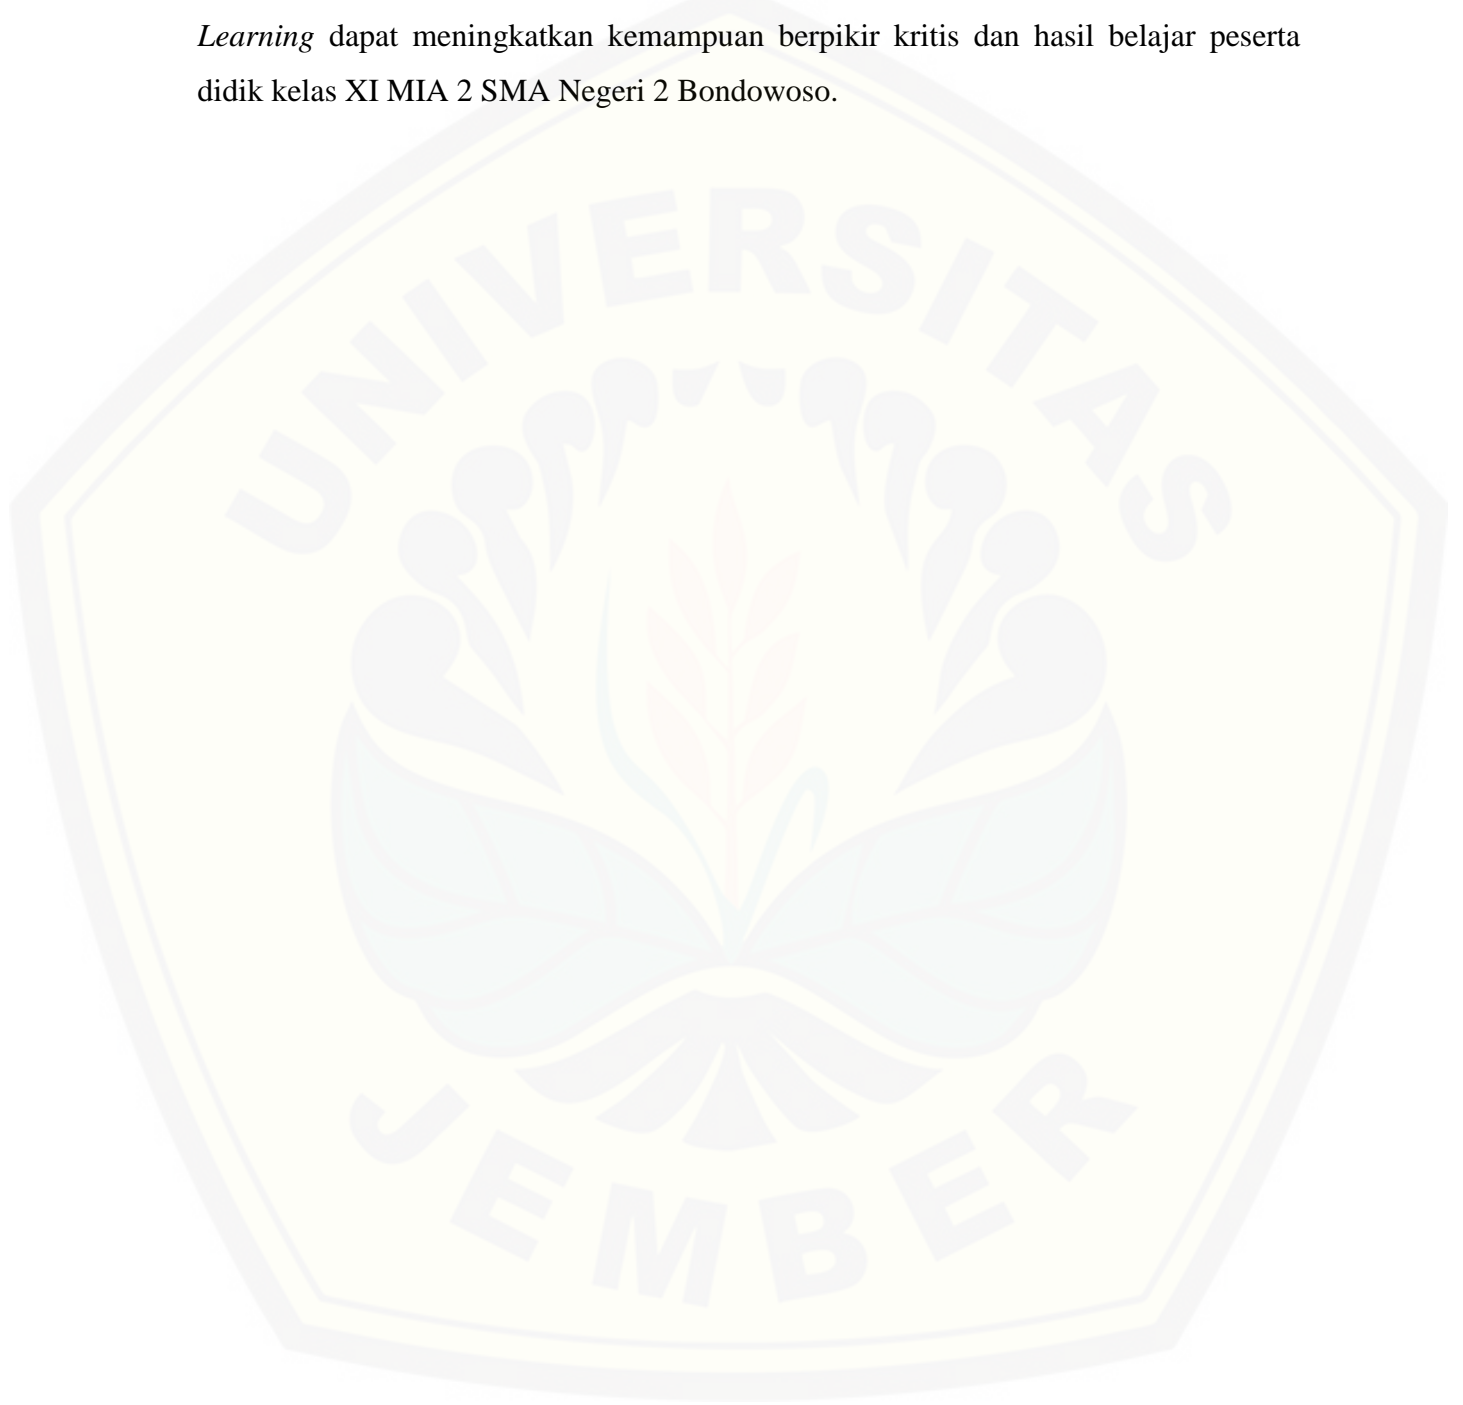 Learning dapat meningkatkan kemampuan berpikir kritis dan hasil belajar peserta
didik kelas XI MIA 2 SMA Negeri 2 Bondowoso.
UNIVERSITAS
JEMBER